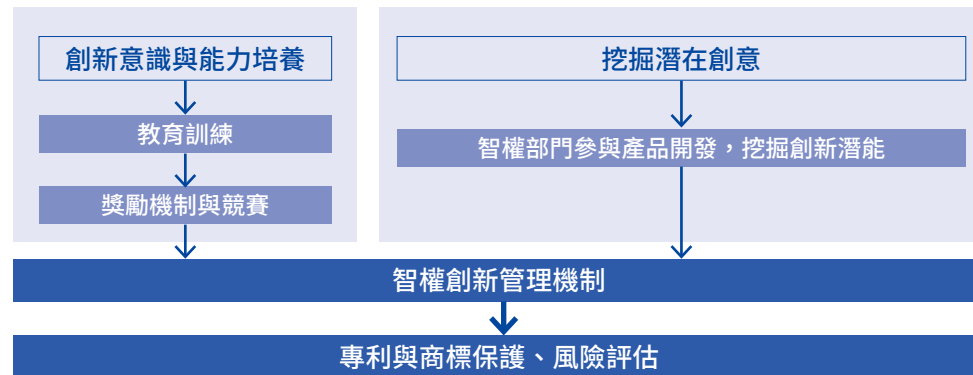 創新意識與能力培養
教育訓練
獎勵機制與競賽
挖掘潛在創意
智權部門參與產品開發，挖掘創新潛能
智權創新管理機制
專利與商標保護、風險評估